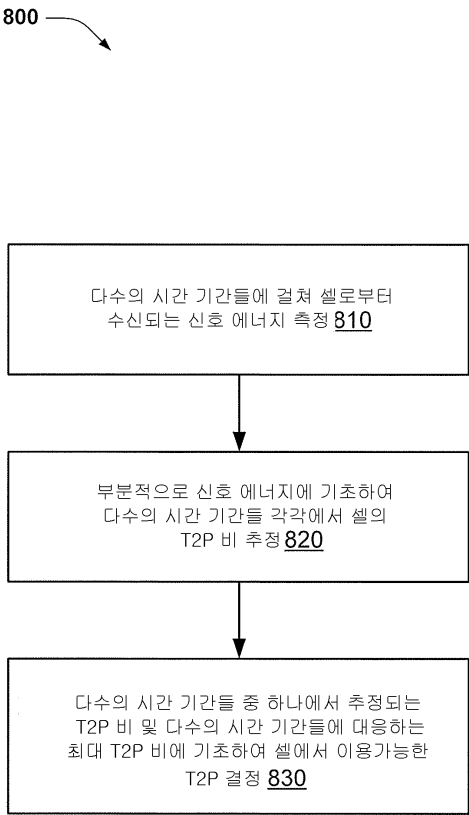 800
다수의 시간 기간들에 걸쳐 셀로부터
수신되는 신호 에너지 측정 810
부분적으로 신호 에너지에 기초하여
다수의 시간 기간들 각각에서 셀의
T2P 비 추정 820
다수의 시간 기간들 중 하나에서 추정되는
T2P 비 및 다수의 시간 기간들에 대응하는
최대 T2P 비에 기초하여 셀에서 이용가능한
T2P 결정 830